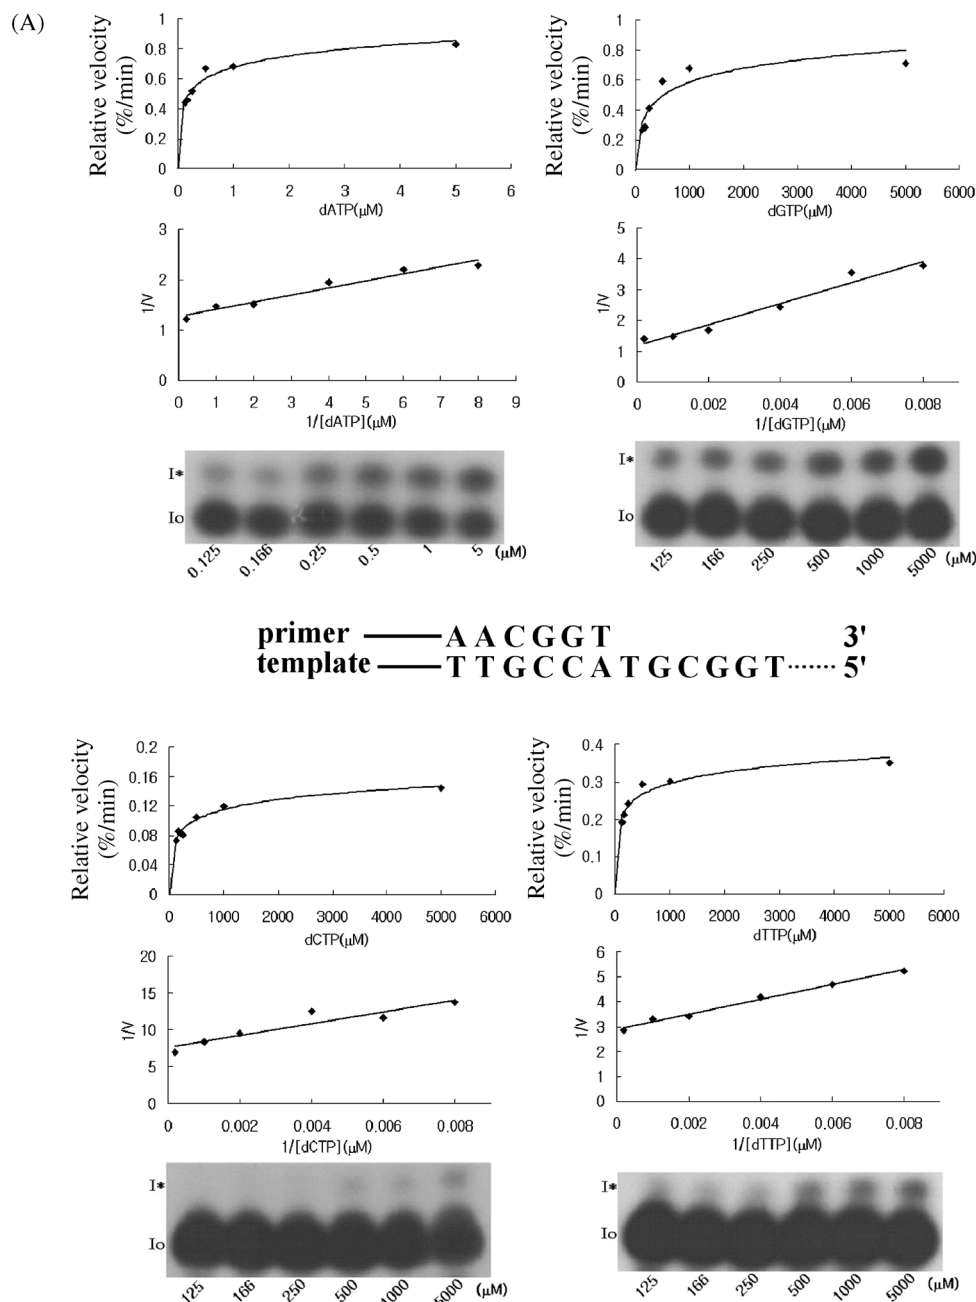 (A)
Relative velocity
(%/min)
1
0.8
0.6
0.4
0.2
0
0 1 2 3 4 5 6
dATP(μM)
Relative velocity
(%/min)
1
0.8
0.6
0.4
0.2
0
0 1000 2000 3000 4000 5000 6000
dGTP(μM)
1/V
3
2
1
0
0 1 2 3 4 5 6 7 8 9
1/[dATP](μM)
1/V
5
4
3
2
1
0
0 0.002 0.004 0.006 0.008
1/[dGTP](μM)
I*
Io
0.125 0.166 0.25 0.5 1 5 (μM)
I*
Io
125 166 250 500 1000 5000 (μM)
primer A A C G G T 3'
template T T G C C A T G C G G T ....... 5'
Relative velocity
(%/min)
0.2
0.16
0.12
0.08
0.04
0
0 1000 2000 3000 4000 5000 6000
dCTP(μM)
Relative velocity
(%/min)
0.4
0.3
0.2
0.1
0
0 1000 2000 3000 4000 5000 6000
dTTP(μM)
1/V
20
15
10
5
0
0 0.002 0.004 0.006 0.008
1/[dCTP](μM)
1/V
6
5
4
3
2
1
0
0 0.002 0.004 0.006 0.008
1/[dTTP](μM)
I*
Io
125 166 250 500 1000 5000 (μM)
I*
Io
125 166 250 500 1000 5000 (μM)